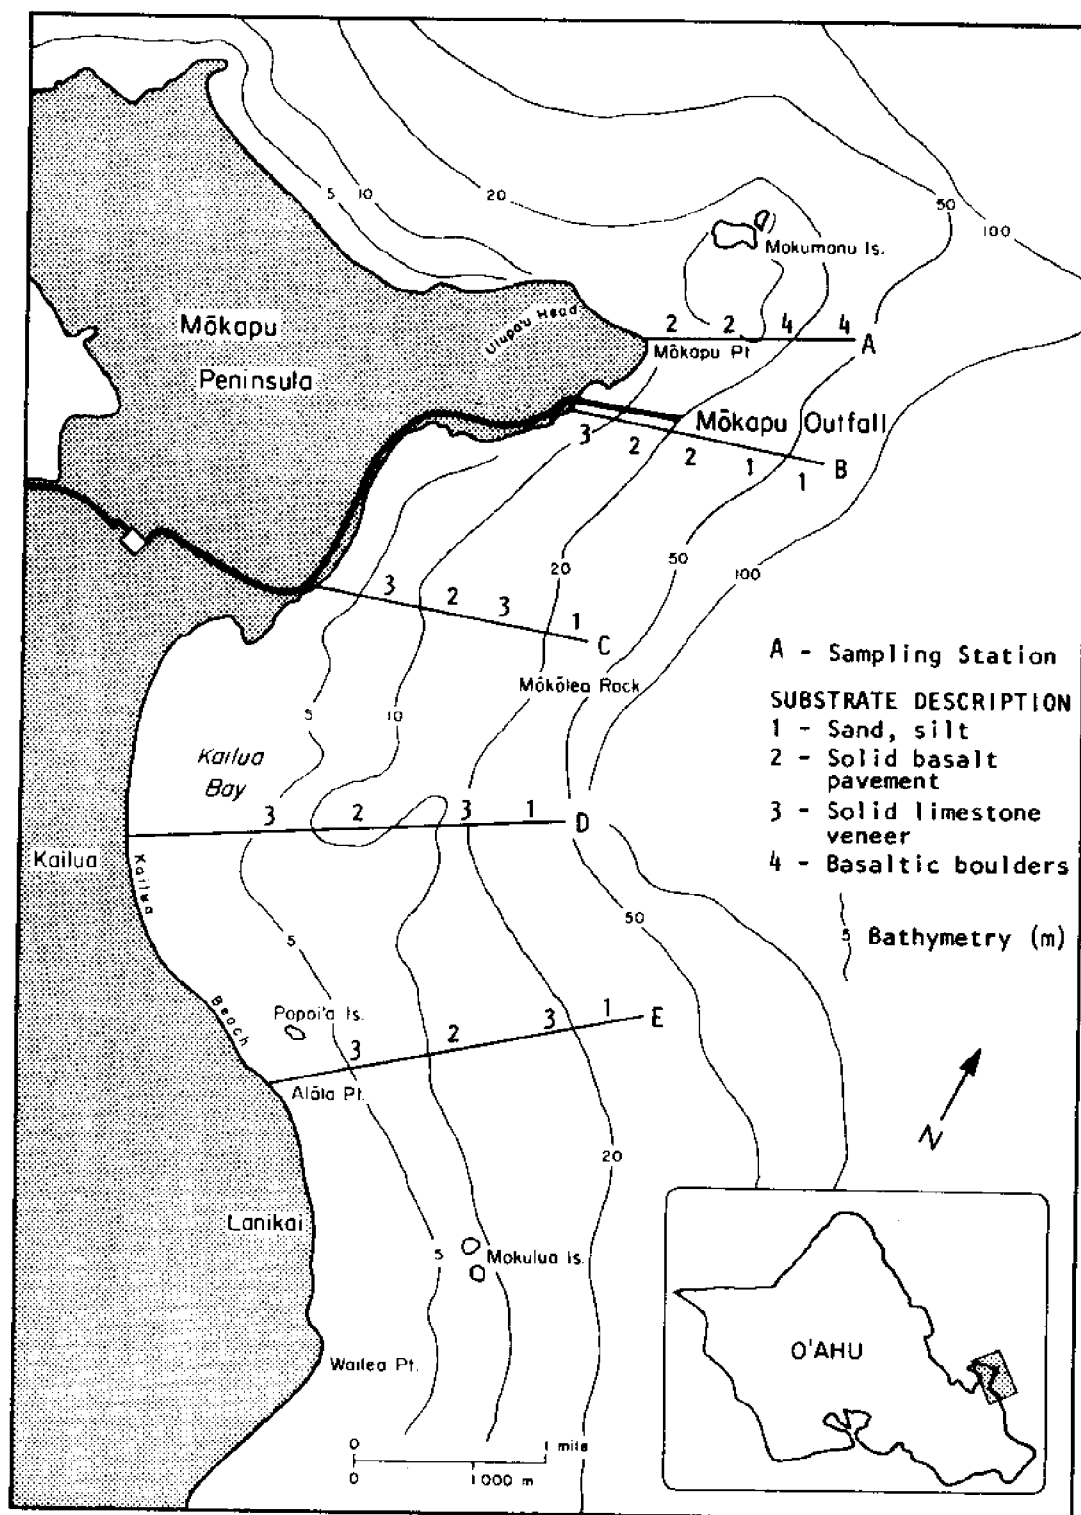 5
10
20
50
100
Mokumanu Is.
Mōkapu
Peninsula
Ulupa'u Head
2 2 4 4 A
Mōkapu Pt
Mōkapu Outfall
3 2 2 1 1 B
50
20
100
3 2 3 1 C
Mōkōlea Rock
5
10
Kailua
Bay
3 2 3 1 D
Kailua
Kailua
Beach
5
50
Popoi'a Is.
3 2 3 1 E
Alāla Pt.
20
Lanikai
5
Mokulua Is.
Wailea Pt.
0 1 mile
0 1000 m
A - Sampling Station
SUBSTRATE DESCRIPTION
1 - Sand, silt
2 - Solid basalt
pavement
3 - Solid limestone
veneer
4 - Basaltic boulders
5 Bathymetry (m)
N
O'AHU